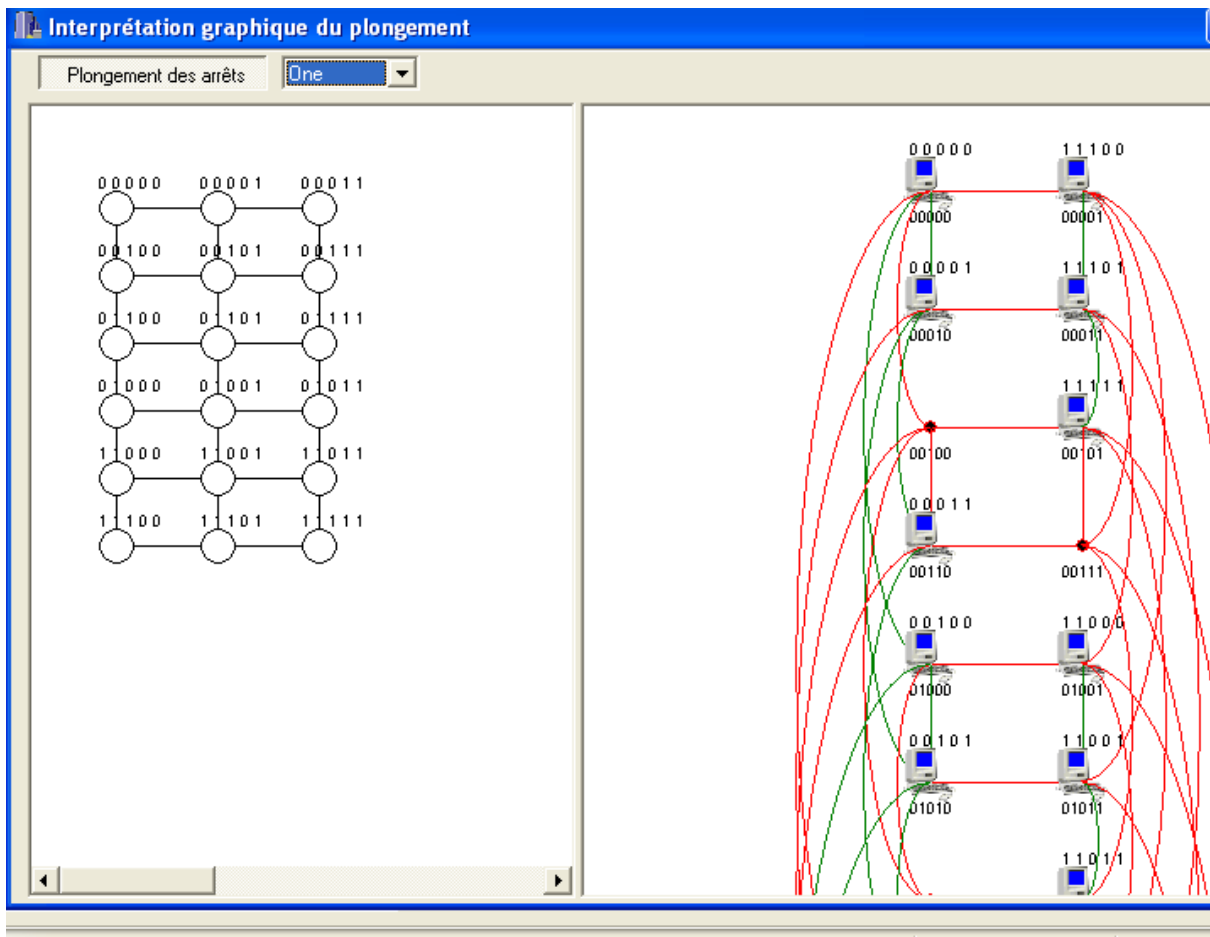 Interprétation graphique du plongement
Plongement des arrêts One
00000 00001 00011
00100 00101 00111
01100 01101 01111
01000 01001 01011
11000 11001 11011
11100 11101 11111
00000 11100
00000 00001
00001 11101
00010 00011
11111
00100 00101
00011
00110 00111
00100 11000
01000 01001
00101 11001
01010 01011
11011